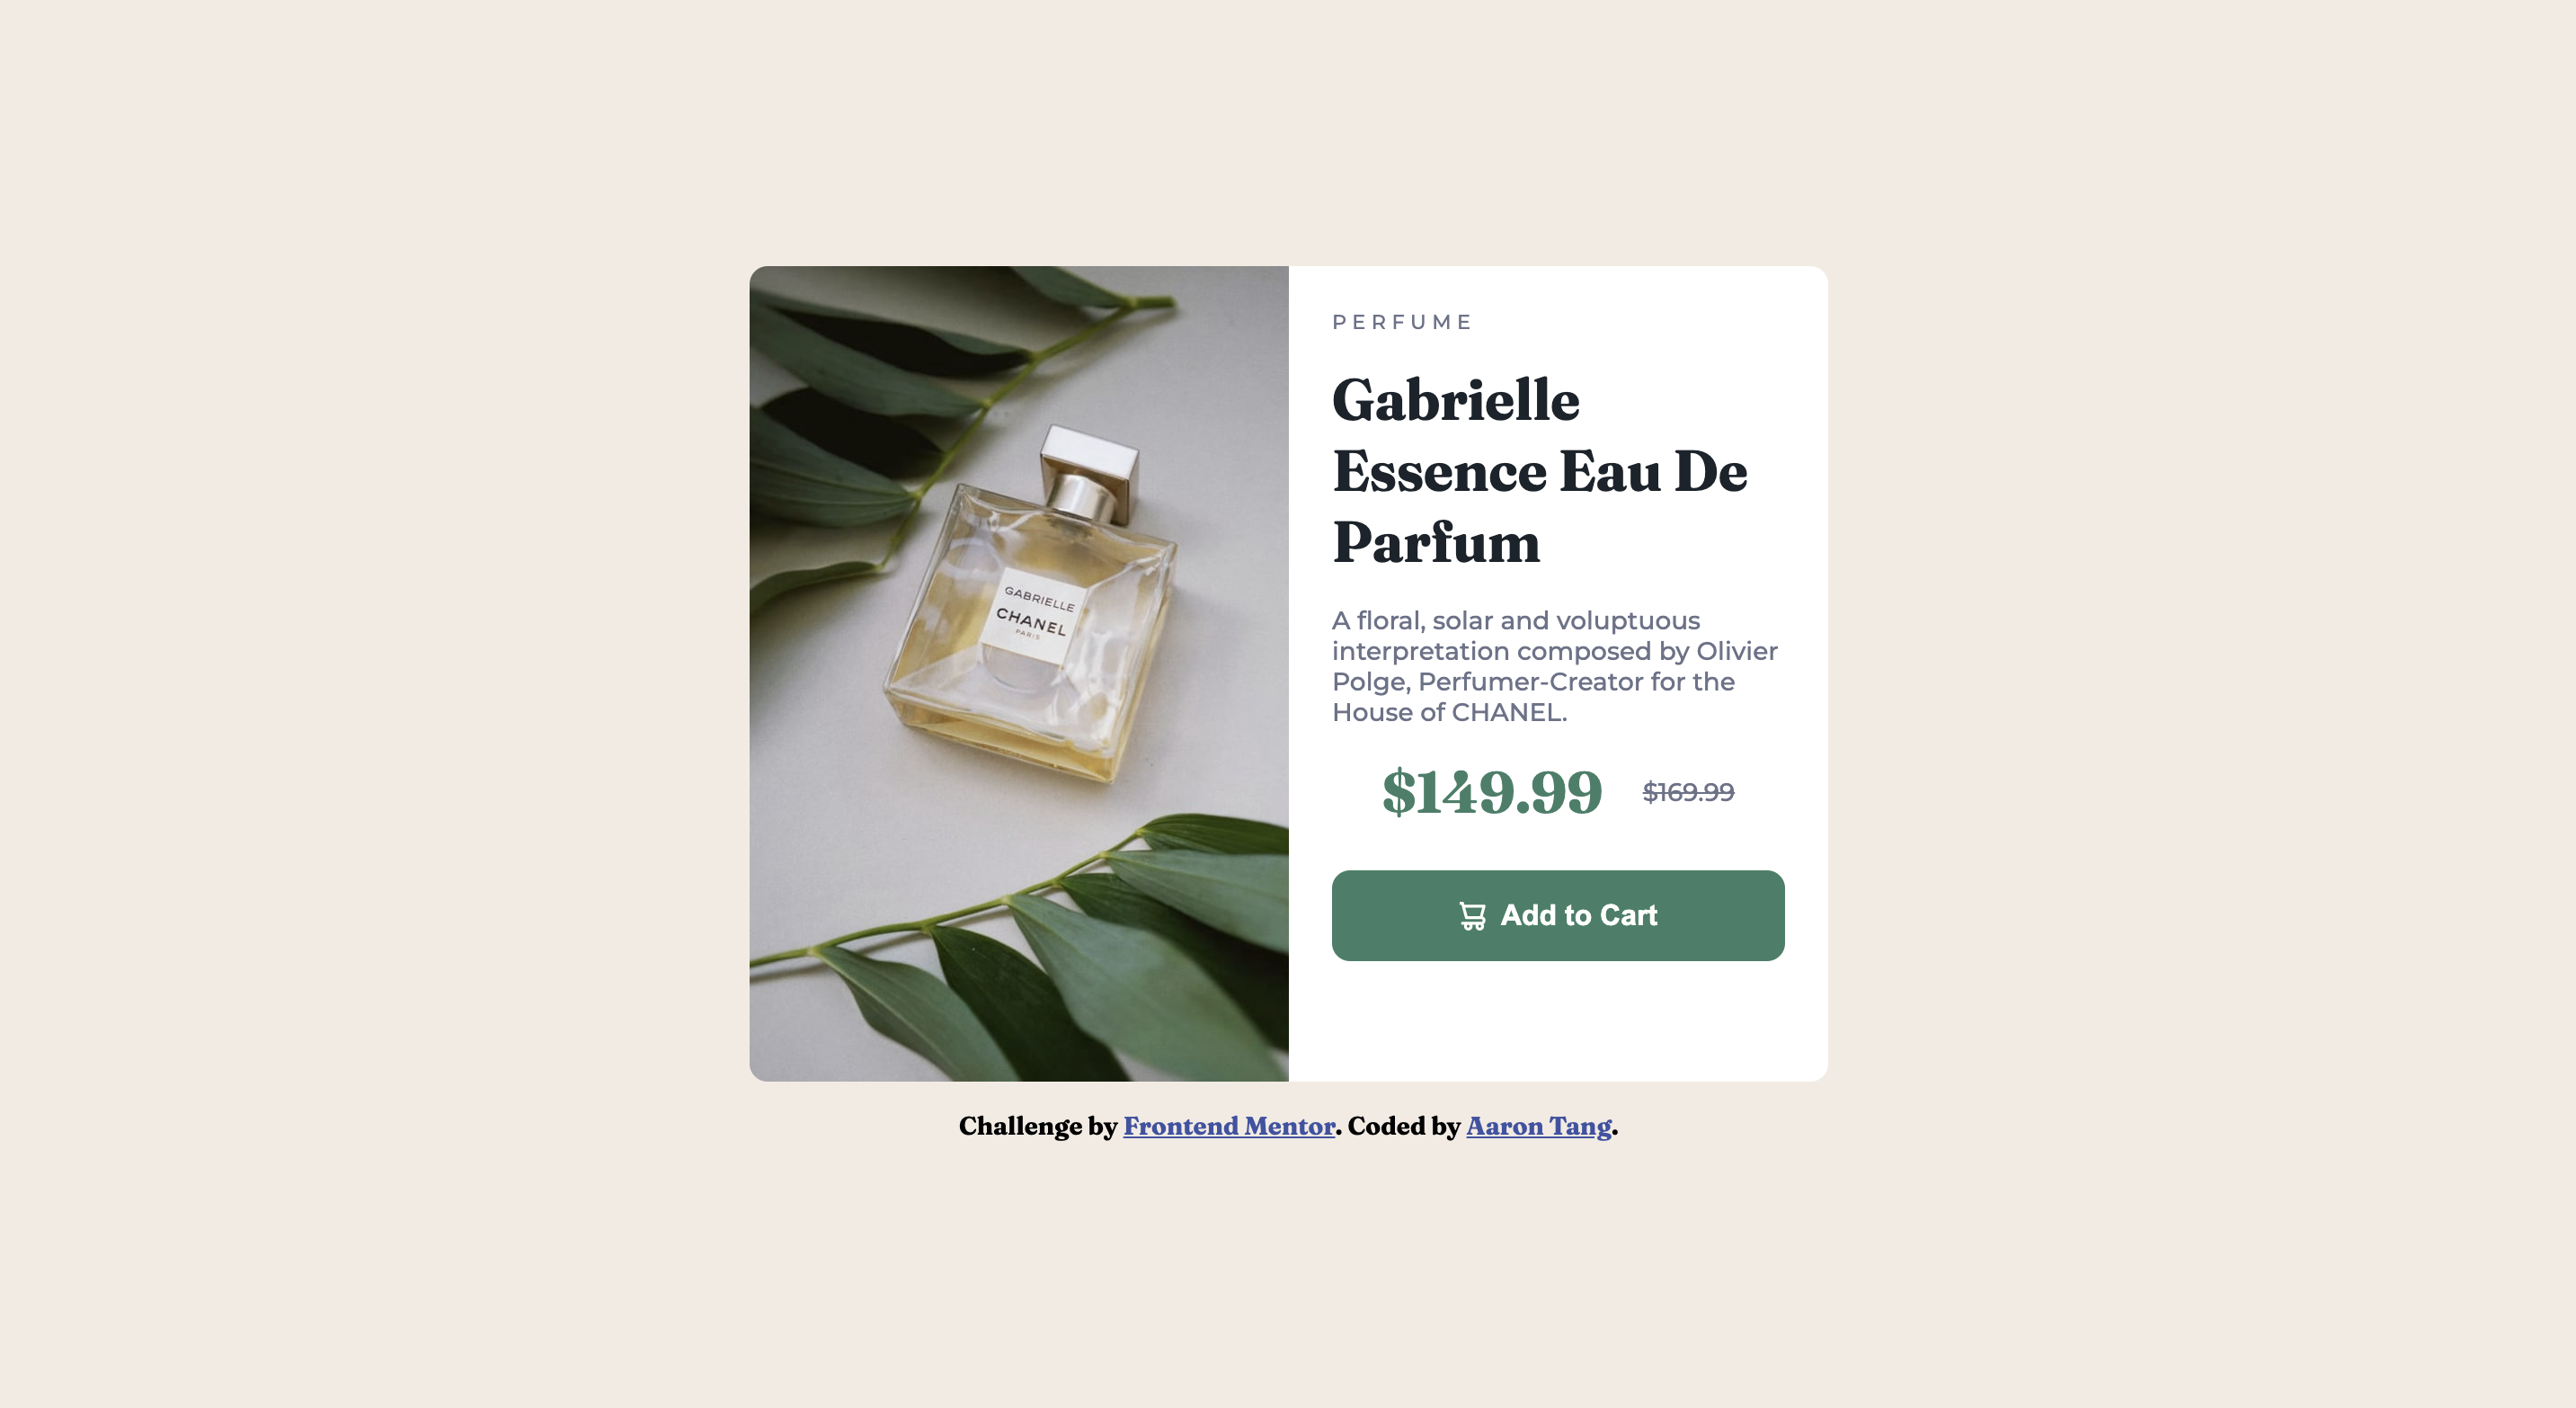 GABRIELLE
CHANEL
PARIS
PERFUME
Gabrielle
Essence Eau De
Parfum
A floral, solar and voluptuous
interpretation composed by Olivier
Polge, Perfumer-Creator for the
House of CHANEL.
$149.99 $169.99
Add to Cart
Challenge by Frontend Mentor. Coded by Aaron Tang.